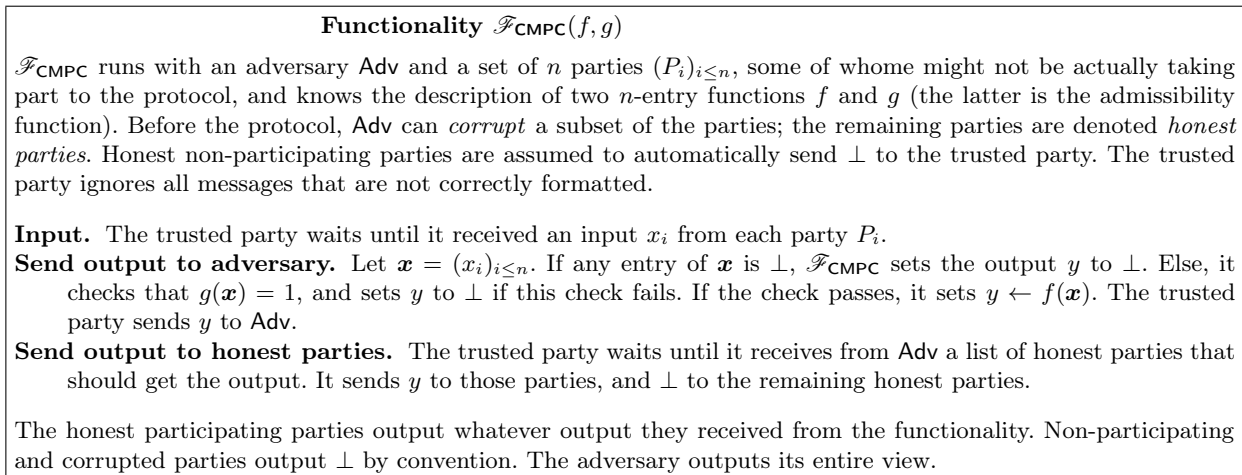 Functionality ℱCMPC(f, g)
ℱCMPC runs with an adversary Adv and a set of n parties (Pi)i≤n, some of whome might not be actually taking
part to the protocol, and knows the description of two n-entry functions f and g (the latter is the admissibility
function). Before the protocol, Adv can corrupt a subset of the parties; the remaining parties are denoted honest
parties. Honest non-participating parties are assumed to automatically send ⊥ to the trusted party. The trusted
party ignores all messages that are not correctly formatted.
Input. The trusted party waits until it received an input xi from each party Pi.
Send output to adversary. Let x = (xi)i≤n. If any entry of x is ⊥, ℱCMPC sets the output y to ⊥. Else, it
checks that g(x) = 1, and sets y to ⊥ if this check fails. If the check passes, it sets y ← f(x). The trusted
party sends y to Adv.
Send output to honest parties. The trusted party waits until it receives from Adv a list of honest parties that
should get the output. It sends y to those parties, and ⊥ to the remaining honest parties.
The honest participating parties output whatever output they received from the functionality. Non-participating
and corrupted parties output ⊥ by convention. The adversary outputs its entire view.